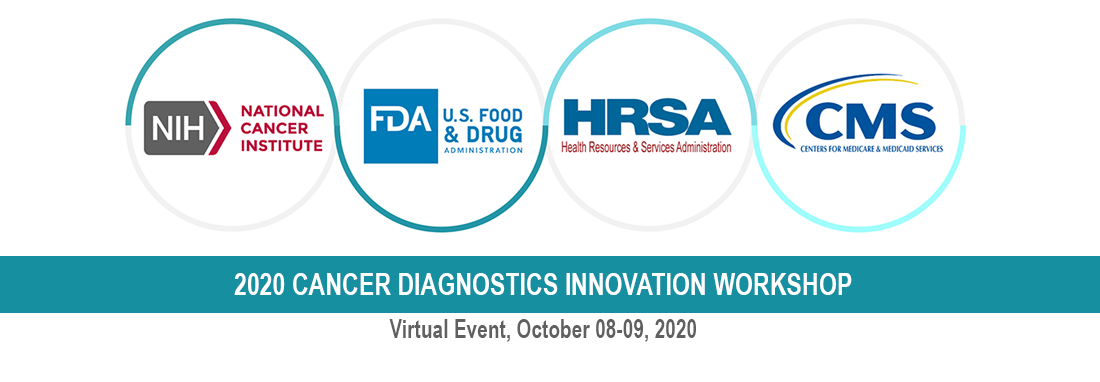 NIH
NATIONAL
CANCER
INSTITUTE
FDA
U.S. FOOD
& DRUG
ADMINISTRATION
HRSA
Health Resources & Services Administration
CMS
CENTERS FOR MEDICARE & MEDICAID SERVICES
2020 CANCER DIAGNOSTICS INNOVATION WORKSHOP
Virtual Event, October 08-09, 2020